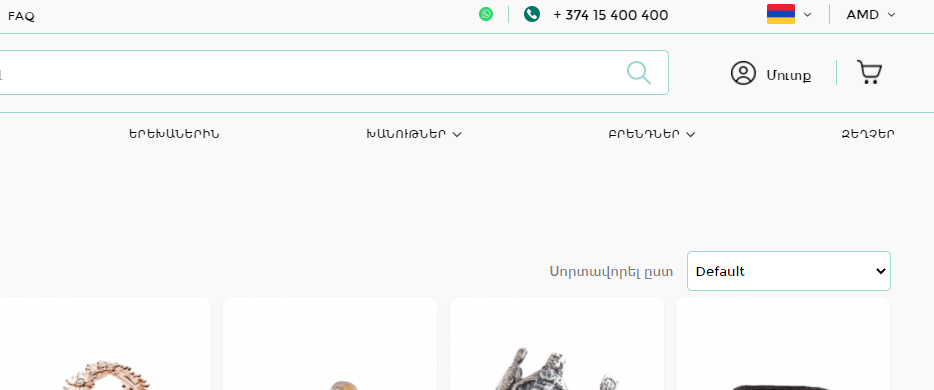 FAQ
+ 374 15 400 400
AMD
Մուտք
ԵՐԵԽԱՆԵՐԻՆ
ԽԱՆՈՒԹՆԵՐ
ԲՐԵՆԴՆԵՐ
ԶԵՂՉԵՐ
Սորտավորել ըստ
Default